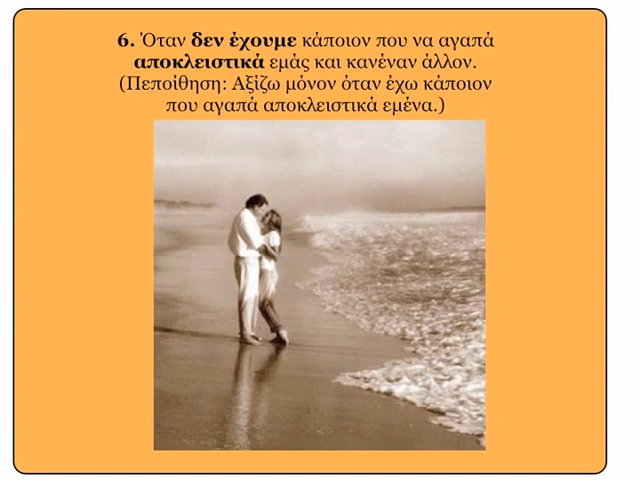 6. Όταν δεν έχουμε κάποιον που να αγαπά
αποκλειστικά εμάς και κανέναν άλλον.
(Πεποίθηση: Αξίζω μόνον όταν έχω κάποιον
που αγαπά αποκλειστικά εμένα.)